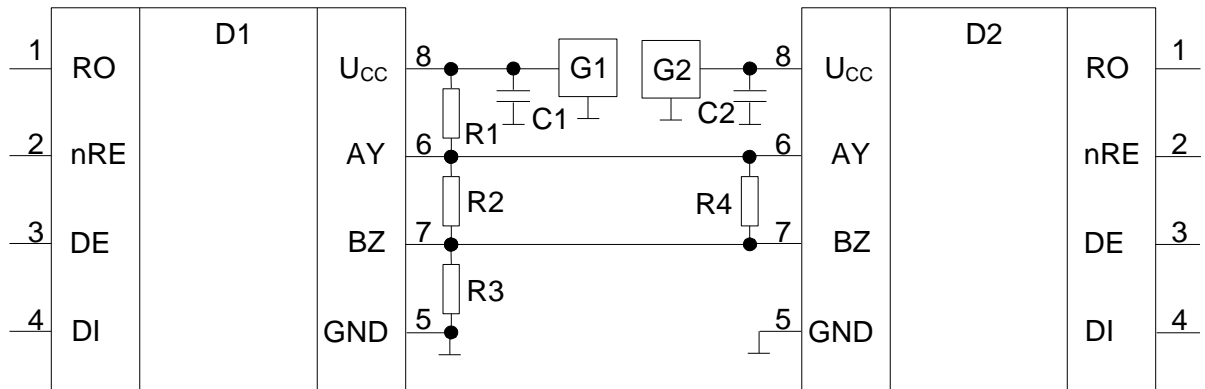 D1 D2
1 RO U_CC 8 G1 G2 8 U_CC RO 1
C1 C2
R1
2 nRE AY 6 6 AY nRE 2
R2 R4
3 DE BZ 7 7 BZ DE 3
R3
4 DI GND 5 5 GND DI 4